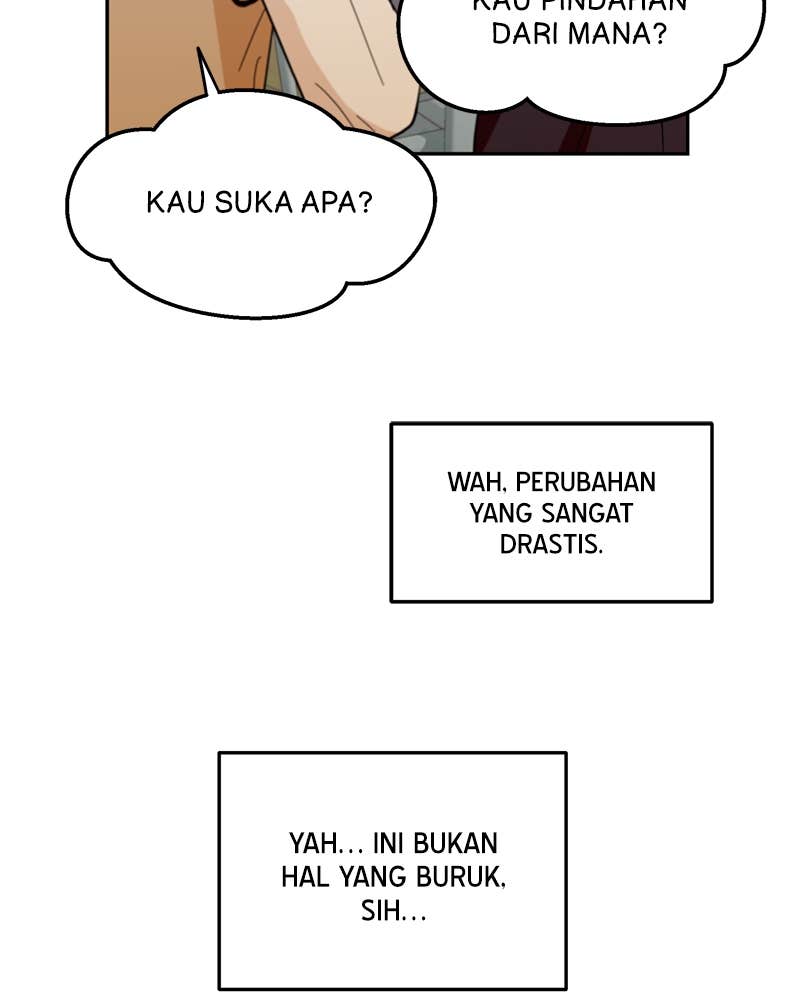 KAU PINDAHAN
DARI MANA?
KAU SUKA APA?
WAH, PERUBAHAN
YANG SANGAT
DRASTIS.
YAH... INI BUKAN
HAL YANG BURUK,
SIH...